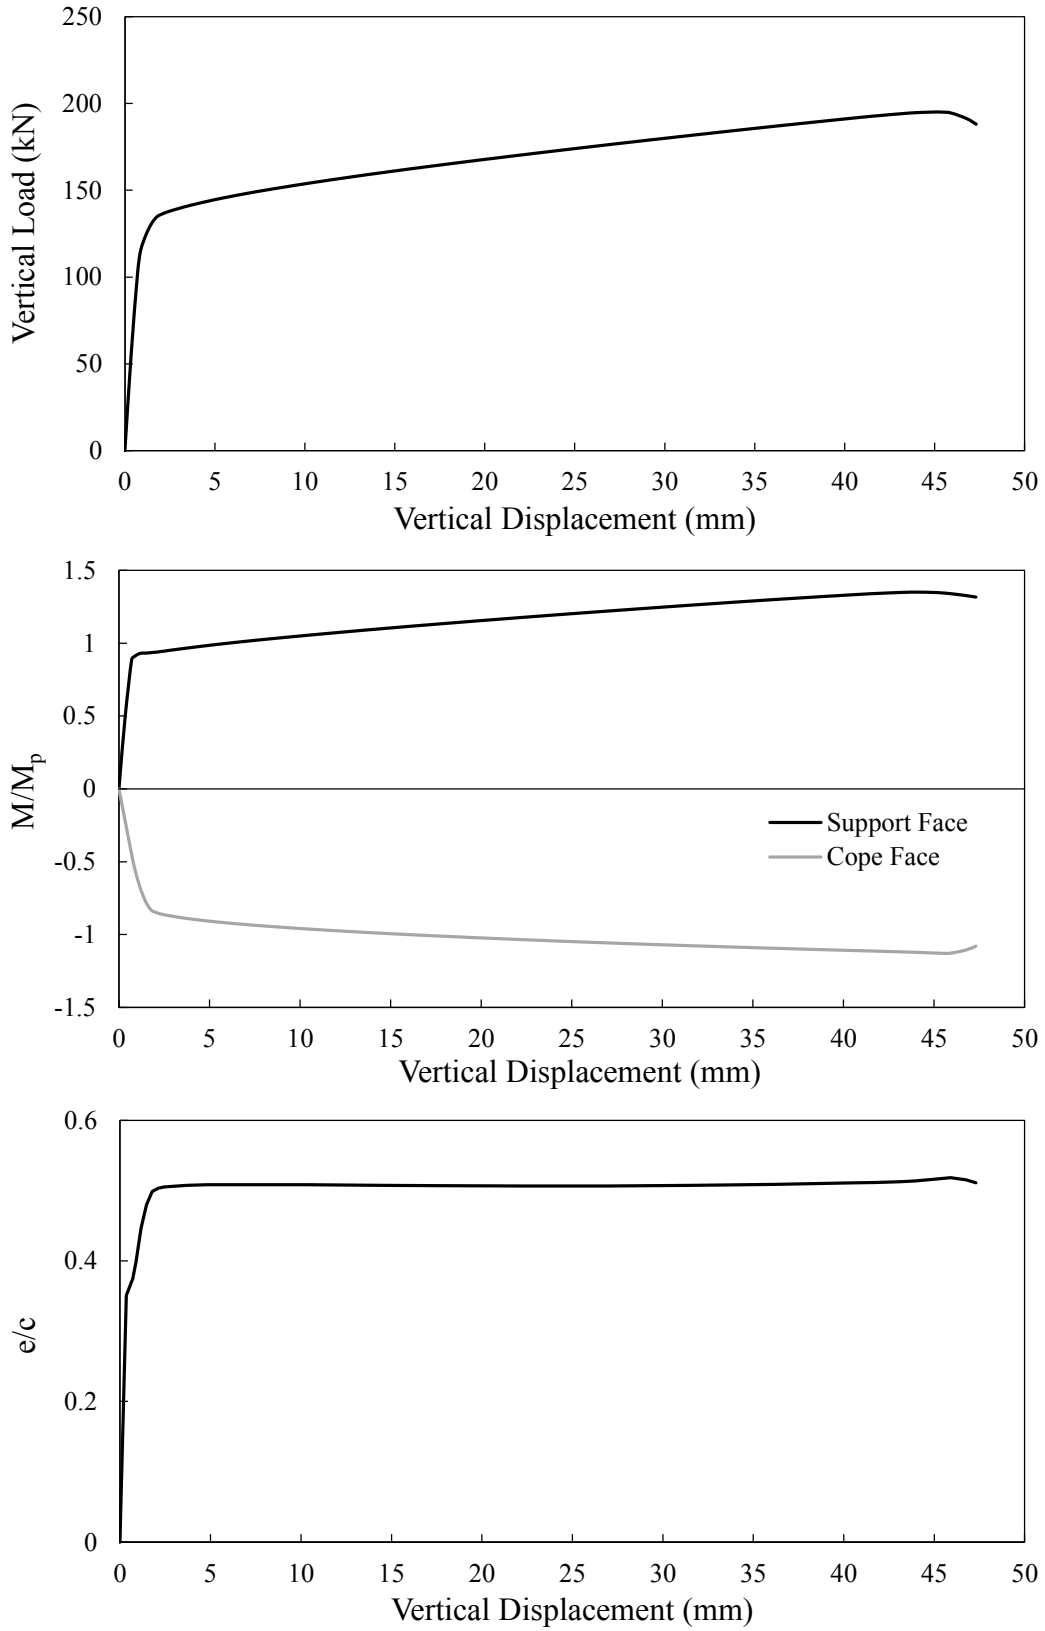 250
200
150
100
50
0
0 5 10 15 20 25 30 35 40 45 50
Vertical Load (kN)
Vertical Displacement (mm)
1.5
1
0.5
0
-0.5
-1
-1.5
M/Mp
Support Face
Cope Face
0 5 10 15 20 25 30 35 40 45 50
Vertical Displacement (mm)
0.6
0.4
0.2
0
e/c
0 5 10 15 20 25 30 35 40 45 50
Vertical Displacement (mm)